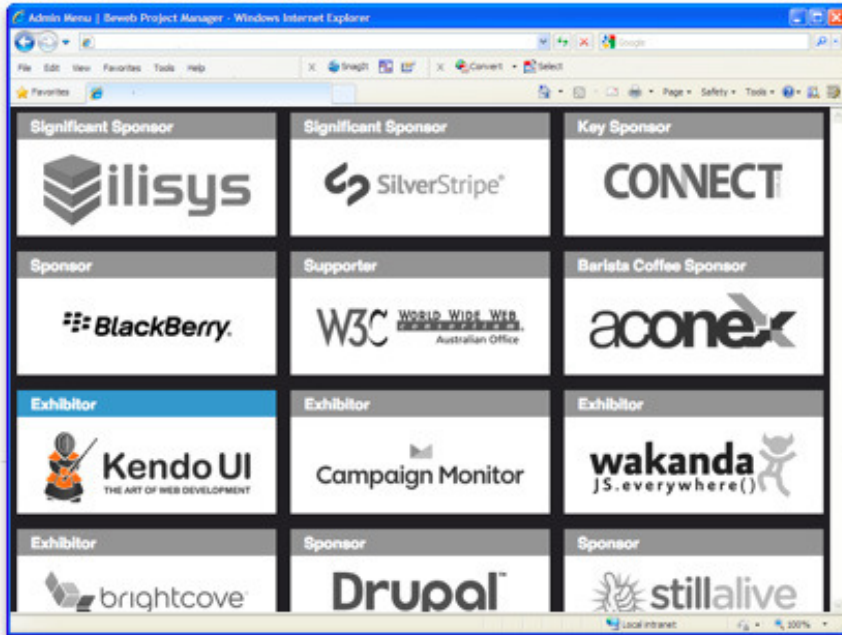 Admin Menu | Beweb Project Manager - Windows Internet Explorer
Google
File Edit View Favorites Tools Help
x SnagIt
x Convert Select
Favorites
Page Safety Tools
Significant Sponsor
Significant Sponsor
Key Sponsor
ilisys
SilverStripe®
CONNECT
Sponsor
Supporter
Barista Coffee Sponsor
BlackBerry.
W3C WORLD WIDE WEB
consortium
Australian Office
aconex
Exhibitor
Exhibitor
Exhibitor
Kendo UI
THE ART OF WEB DEVELOPMENT
Campaign Monitor
wakanda
JS.everywhere()
Exhibitor
Sponsor
Sponsor
brightcove
Drupal™
stillalive
Local intranet
100%